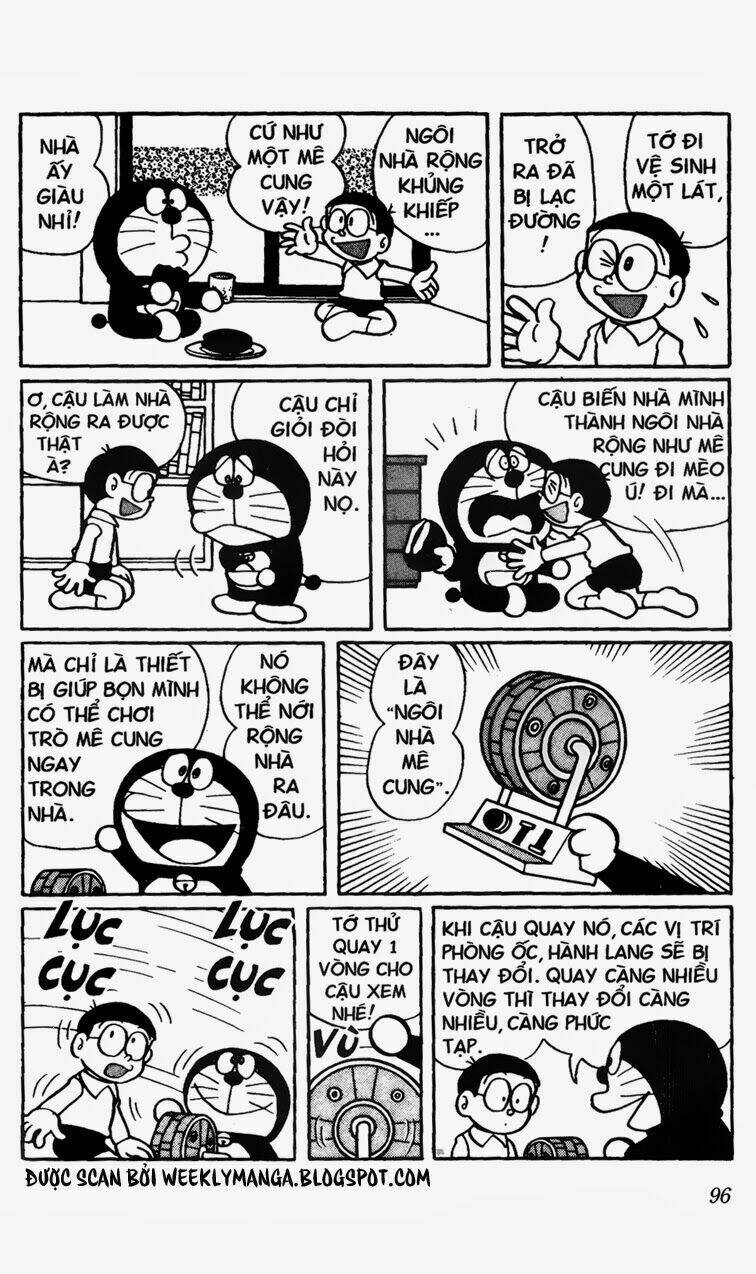 TỚ ĐI
VỆ SINH
MỘT LÁT,
TRỞ
RA ĐÃ
BỊ LẠC
ĐƯỜNG
!
NGÔI
NHÀ RỘNG
KHỦNG
KHIẾP
...
CỨ NHƯ
MỘT MÊ
CUNG
VẬY!
NHÀ
ẤY
GIÀU
NHỈ!
CẬU BIẾN NHÀ MÌNH
THÀNH NGÔI NHÀ
RỘNG NHƯ MÊ
CUNG ĐI MÈO
Ú! ĐI MÀ...
CẬU CHỈ
GIỎI ĐÒI
HỎI
NÀY
NỌ.
Ơ, CẬU LÀM NHÀ
RỘNG RA ĐƯỢC
THẬT
À?
ĐÂY
LÀ
"NGÔI
NHÀ
MÊ
CUNG".
NÓ
KHÔNG
THỂ NỚI
RỘNG
NHÀ
RA
ĐÂU.
MÀ CHỈ LÀ THIẾT
BỊ GIÚP BỌN MÌNH
CÓ THỂ CHƠI
TRÒ MÊ CUNG
NGAY
TRONG
NHÀ.
KHI CẬU QUAY NÓ, CÁC VỊ TRÍ
PHÒNG ỐC, HÀNH LANG SẼ BỊ
THAY ĐỔI. QUAY CÀNG NHIỀU
VÒNG THÌ THAY ĐỔI CÀNG
NHIỀU, CÀNG PHỨC
TẠP.
TỚ THỬ
QUAY 1
VÒNG CHO
CẬU XEM
NHÉ!
VÙ
LỤC
CỤC
LỤC
CỤC
ĐƯỢC SCAN BỞI WEEKLYMANGA.BLOGSPOT.COM
96